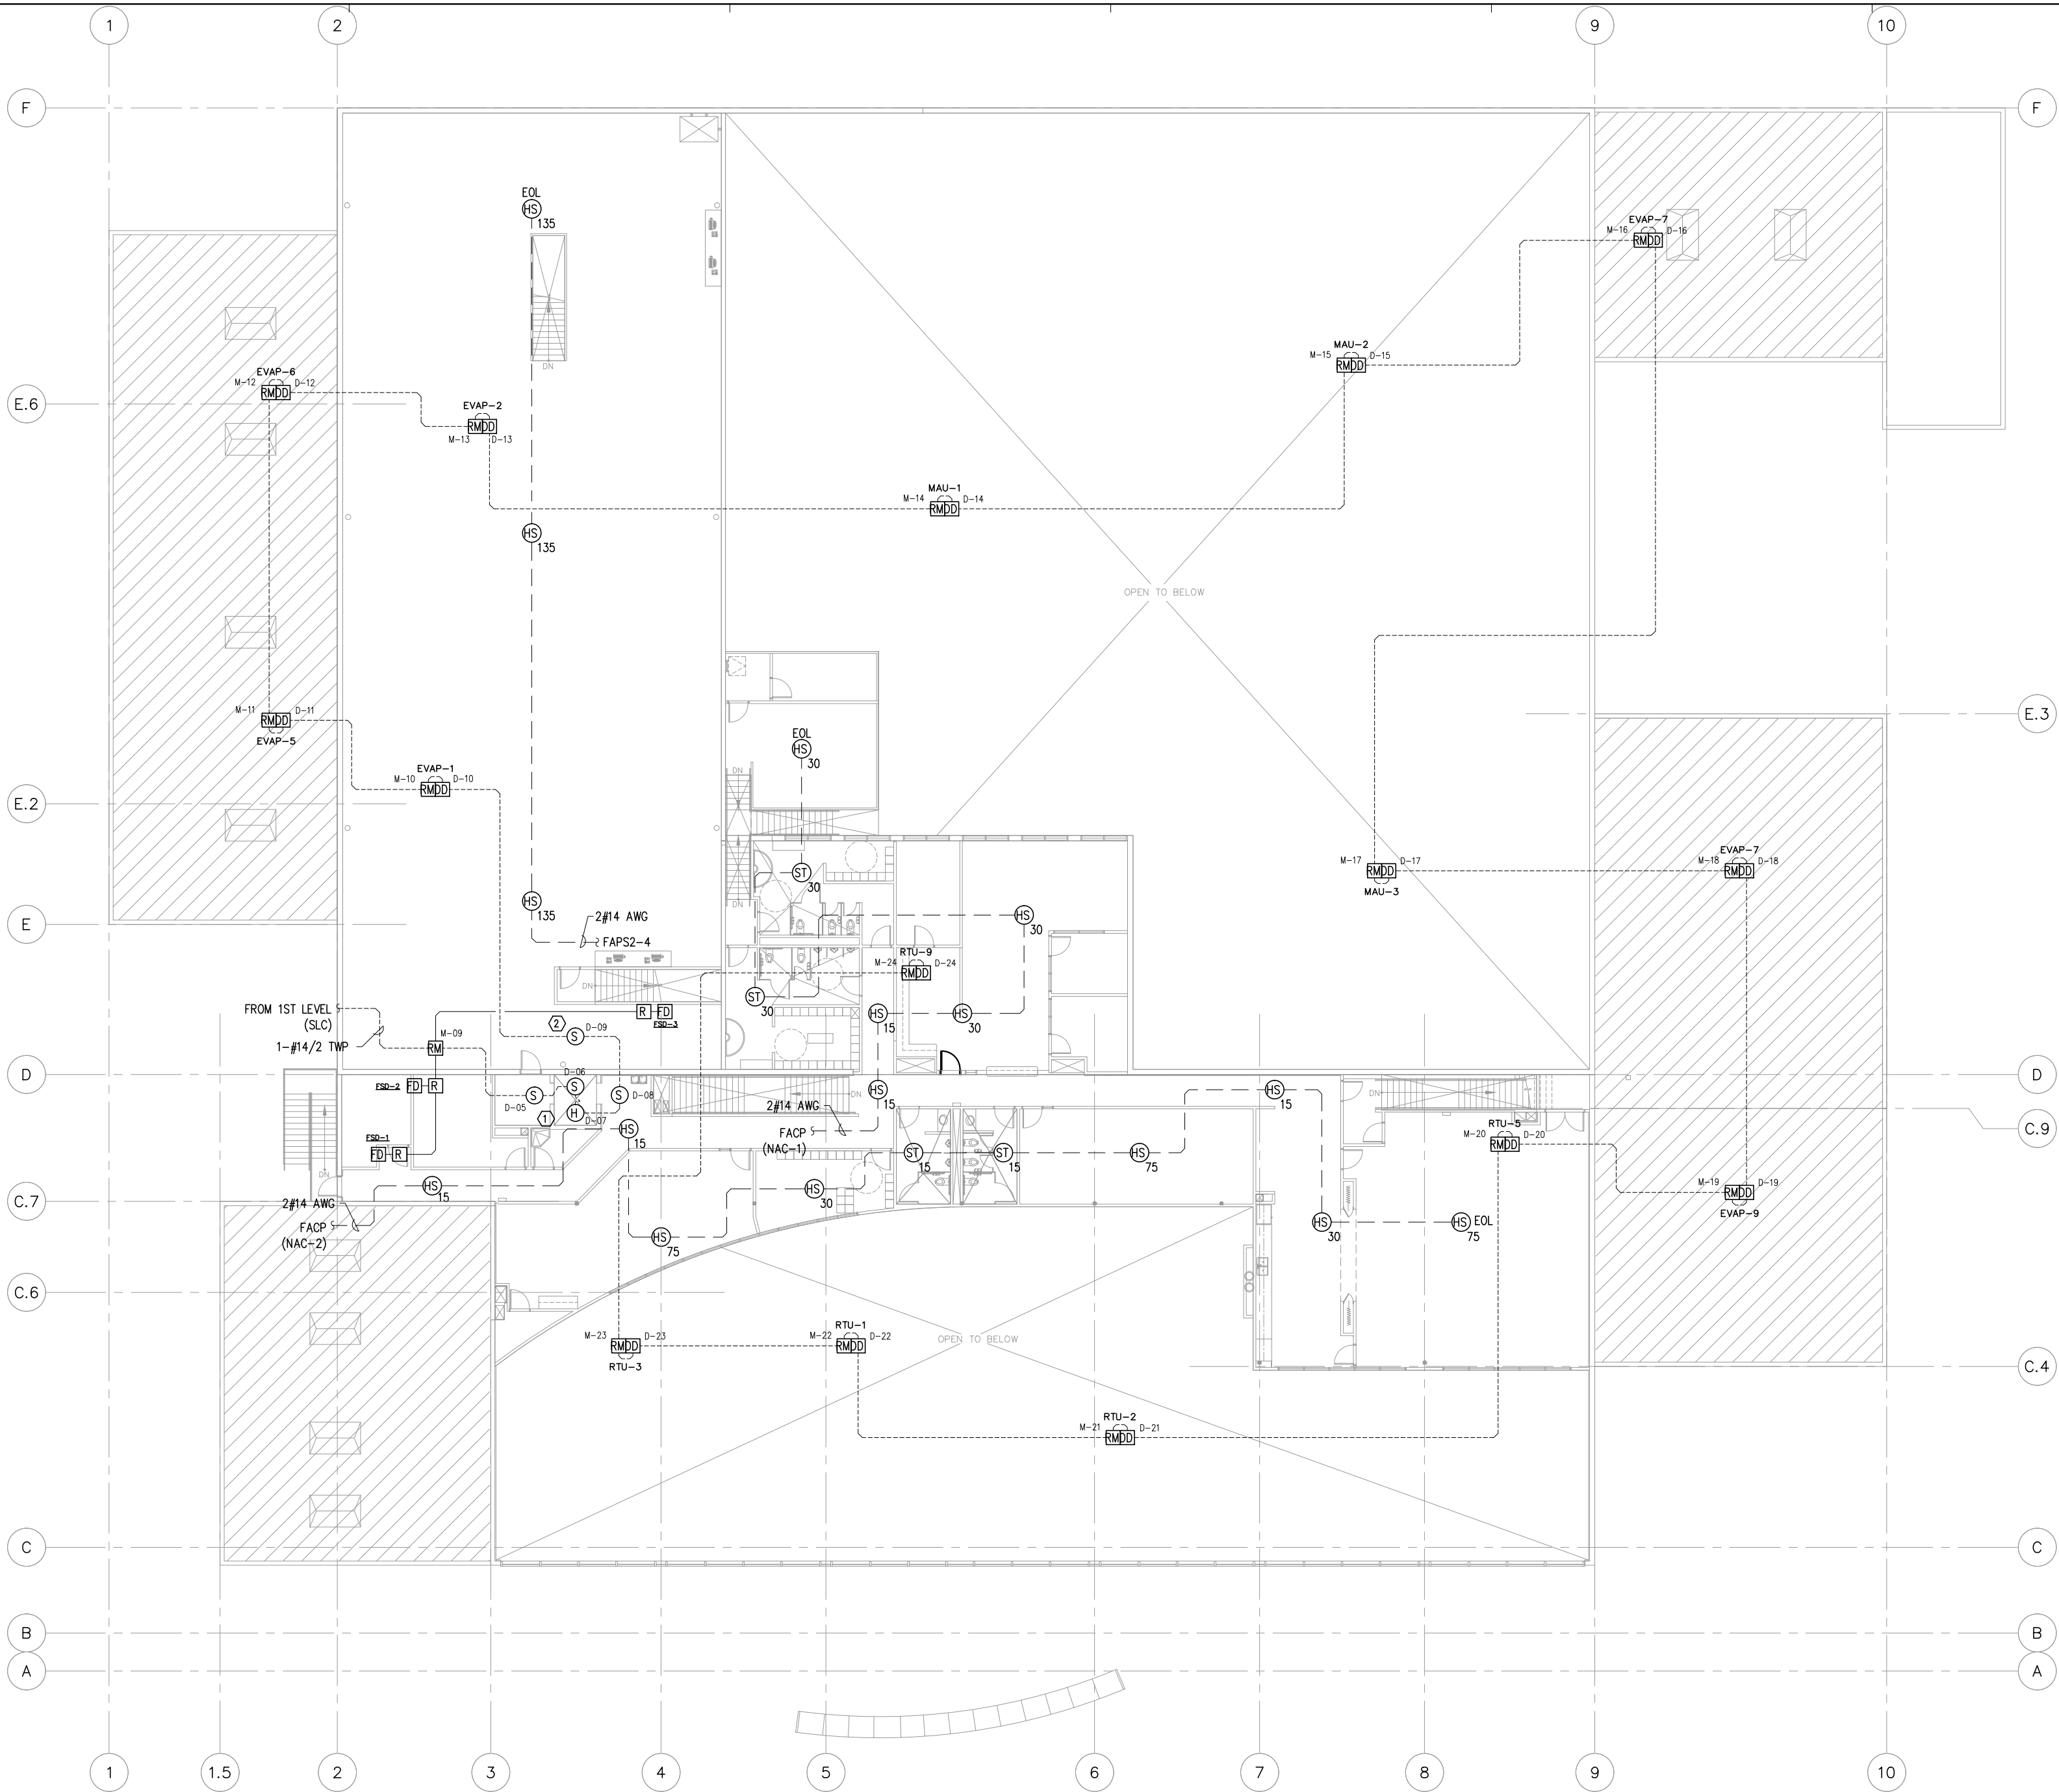 1
2
9
10
F
F
EOL
HS
135
EVAP-7
M-16
D-16
RMDD
MAU-2
M-15
D-15
RMDD
DN
EVAP-6
M-12
D-12
RMDD
E.6
EVAP-2
RMDD
M-13
D-13
MAU-1
M-14
D-14
RMDD
HS
135
OPEN TO BELOW
M-11
D-11
RMDD
EVAP-5
E.3
EOL
HS
30
EVAP-1
M-10
D-10
RMDD
DN
E.2
ST
30
M-17
D-17
RMDD
MAU-3
EVAP-7
M-18
D-18
RMDD
HS
135
DN
2#14 AWG
FAPS2-4
E
HS
30
RTU-9
M-24
D-24
RMDD
DN
ST
30
FROM 1ST LEVEL
(SLC)
1-#14/2 TWP
R
FD
FSD-3
HS
15
HS
30
2
S
D-09
M-09
RM
D
D
D-06
FSD-2
FD
R
S
S
D-05
S
D-08
HS
15
DN
HS
15
DN
1
H
D-07
2#14 AWG
FACP
(NAC-1)
HS
15
C.9
RTU-5
M-20
D-20
RMDD
FSD-1
FD
R
ST
15
ST
15
HS
75
DN
HS
15
HS
30
M-19
D-19
RMDD
EVAP-9
C.7
2#14 AWG
FACP
(NAC-2)
HS
75
HS
30
HS
EOL
75
C.6
OPEN TO BELOW
M-23
D-23
RMDD
RTU-3
RTU-1
M-22
D-22
RMDD
C.4
RTU-2
M-21
D-21
RMDD
C
C
B
B
A
A
1
1.5
2
3
4
5
6
7
8
9
10